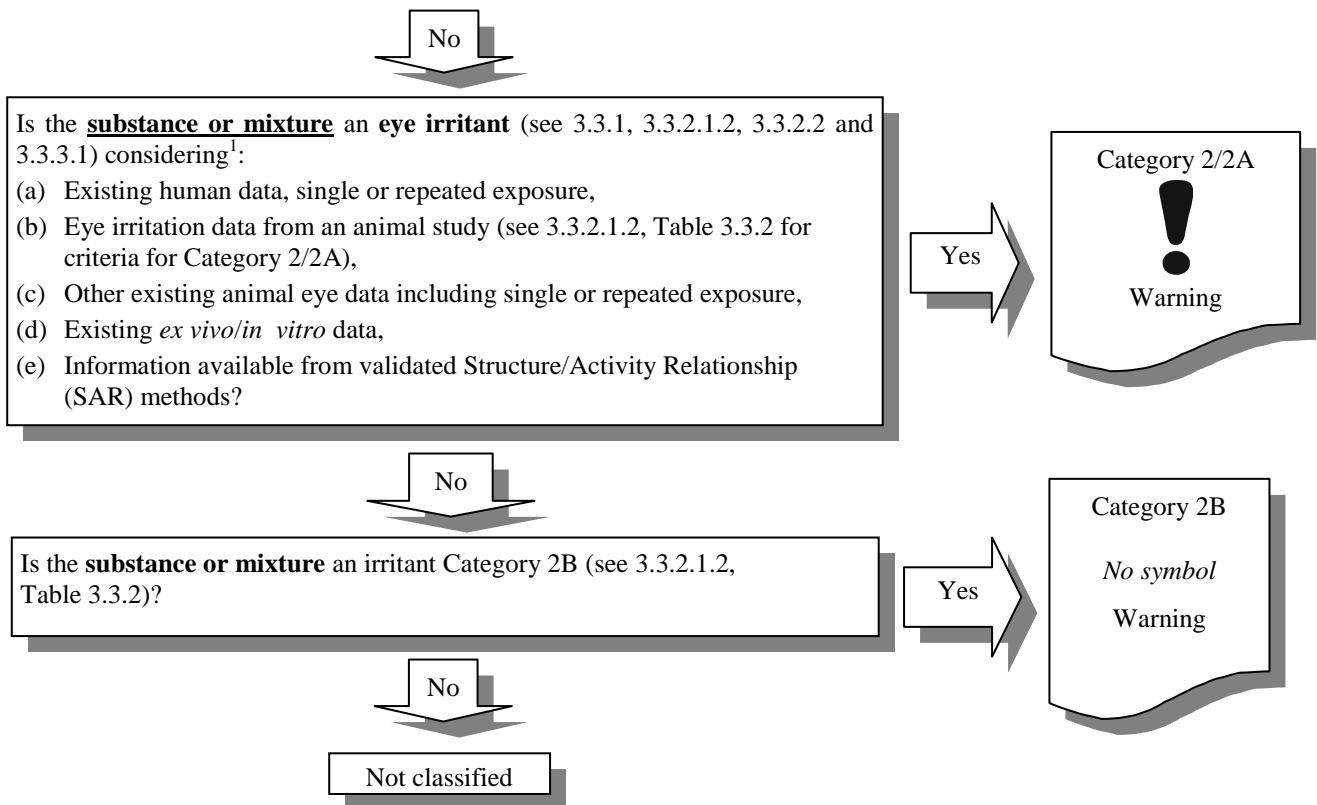 No
Is the substance or mixture an eye irritant (see 3.3.1, 3.3.2.1.2, 3.3.2.2 and
3.3.3.1) considering¹:
(a) Existing human data, single or repeated exposure,
(b) Eye irritation data from an animal study (see 3.3.2.1.2, Table 3.3.2 for
criteria for Category 2/2A),
(c) Other existing animal eye data including single or repeated exposure,
(d) Existing ex vivo/in vitro data,
(e) Information available from validated Structure/Activity Relationship
(SAR) methods?
Yes
Category 2/2A
!
Warning
No
Is the substance or mixture an irritant Category 2B (see 3.3.2.1.2,
Table 3.3.2)?
Yes
Category 2B
No symbol
Warning
No
Not classified